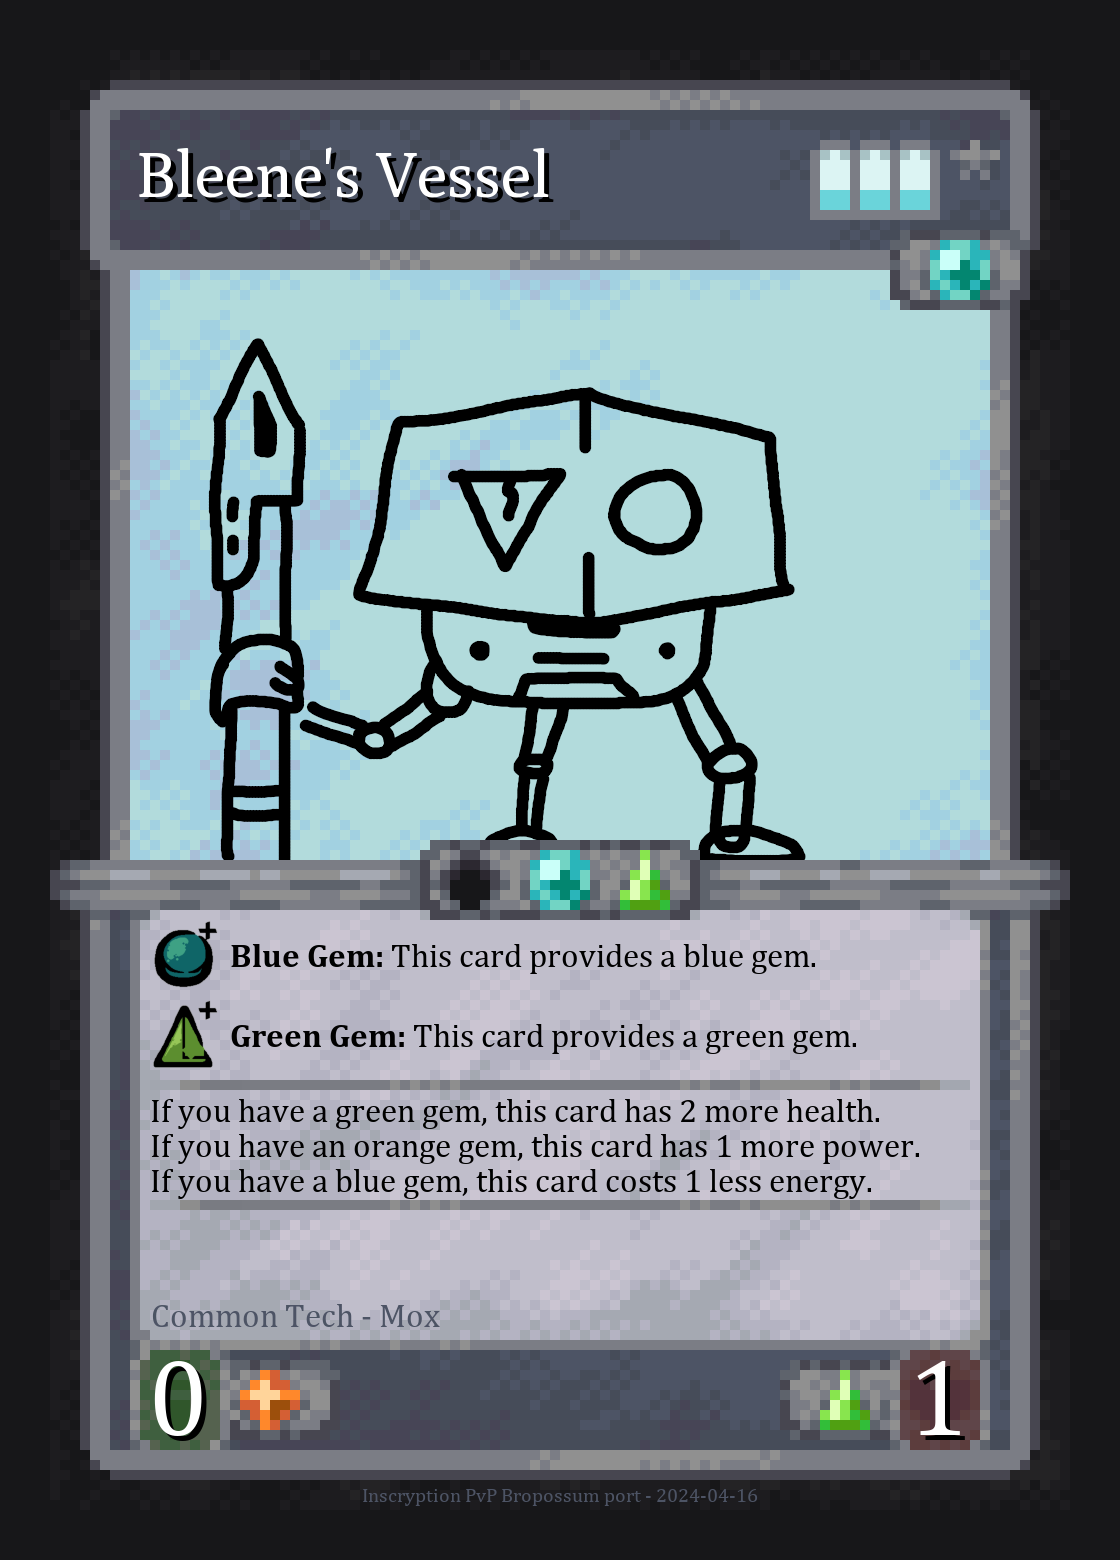 Bleene's Vessel
Blue Gem: This card provides a blue gem.
Green Gem: This card provides a green gem.
If you have a green gem, this card has 2 more health.
If you have an orange gem, this card has 1 more power.
If you have a blue gem, this card costs 1 less energy.
Common Tech - Mox
0 1
Inscryption PvP Bropossum port - 2024-04-16